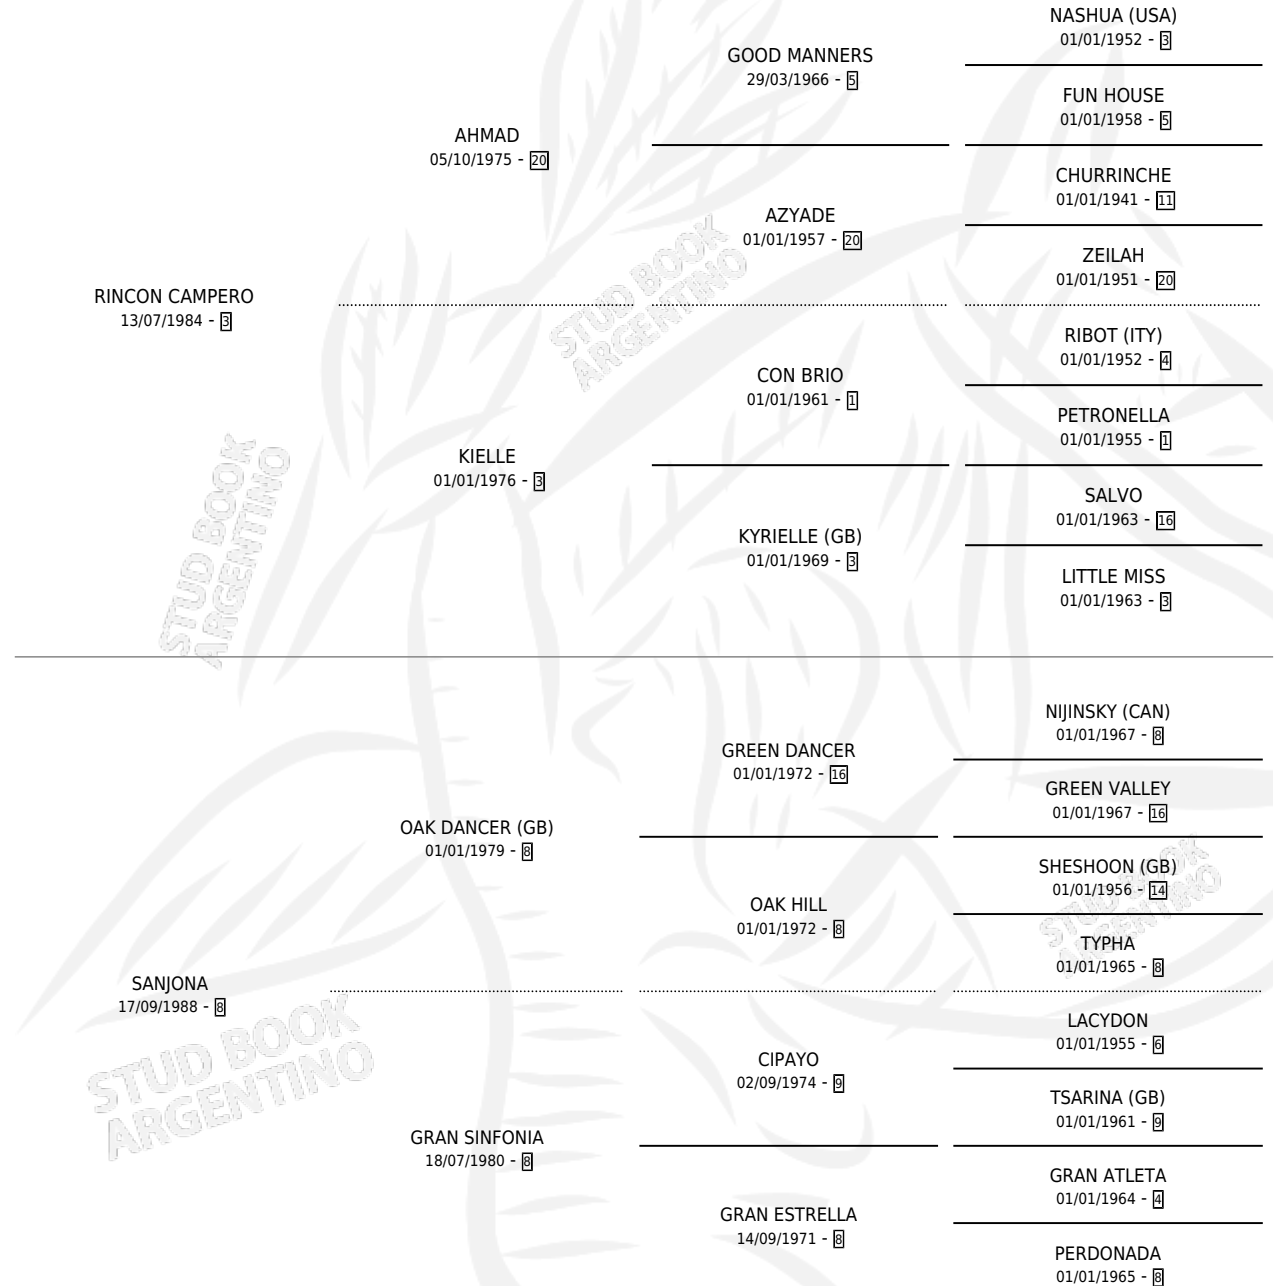 NASHUA (USA)
01/01/1952 - 3
GOOD MANNERS
29/03/1966 - 5
FUN HOUSE
01/01/1958 - 5
AHMAD
05/10/1975 - 20
CHURRINCHE
01/01/1941 - 11
AZYADE
01/01/1957 - 20
ZEILAH
01/01/1951 - 20
RINCON CAMPERO
13/07/1984 - 3
RIBOT (ITY)
01/01/1952 - 4
CON BRIO
01/01/1961 - 1
PETRONELLA
01/01/1955 - 1
KIELLE
01/01/1976 - 3
SALVO
01/01/1963 - 16
KYRIELLE (GB)
01/01/1969 - 3
LITTLE MISS
01/01/1963 - 3
NIJINSKY (CAN)
01/01/1967 - 8
GREEN DANCER
01/01/1972 - 16
GREEN VALLEY
01/01/1967 - 16
OAK DANCER (GB)
01/01/1979 - 8
SHESHOON (GB)
01/01/1956 - 14
OAK HILL
01/01/1972 - 8
TYPHA
01/01/1965 - 8
SANJONA
17/09/1988 - 8
LACYDON
01/01/1955 - 6
CIPAYO
02/09/1974 - 9
TSARINA (GB)
01/01/1961 - 9
GRAN SINFONIA
18/07/1980 - 8
GRAN ATLETA
01/01/1964 - 4
GRAN ESTRELLA
14/09/1971 - 8
PERDONADA
01/01/1965 - 8
STUD BOOK
ARGENTINO
STUD BOOK
ARGENTINO
STUD BOOK
ARGENTINO
STUD BOOK
ARGENTINO